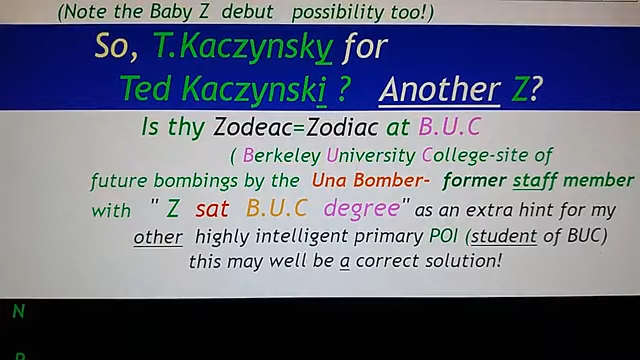 (Note the Baby Z debut possibility too!)
So, T.Kaczynsky for
Ted Kaczynski ? Another Z?
Is thy Zodeac=Zodiac at B.U.C
( Berkeley University College-site of
future bombings by the Una Bomber- former staff member
with " Z sat B.U.C degree" as an extra hint for my
other highly intelligent primary POI (student of BUC)
this may well be a correct solution!
N